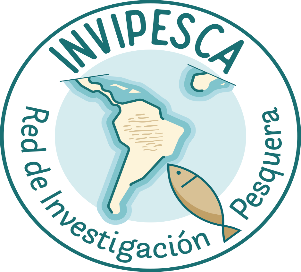 INVIPESCA
Red de Investigación Pesquera